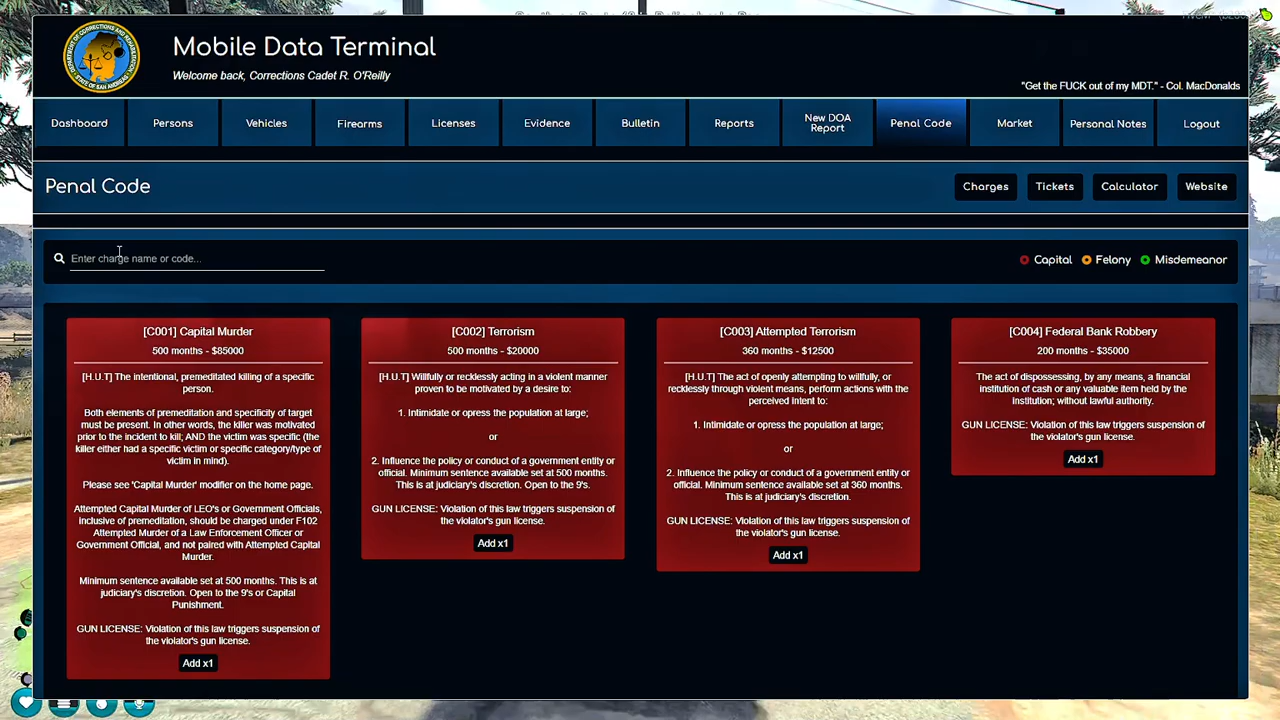 Mobile Data Terminal
Welcome back, Corrections Cadet R. O'Reilly
"Get the FUCK out of my MDT." - Col. MacDonalds
Dashboard
Persons
Vehicles
Firearms
Licenses
Evidence
Bulletin
Reports
New DOA
Report
Penal Code
Market
Personal Notes
Logout
Penal Code
Charges
Tickets
Calculator
Website
Enter charge name or code...
Capital
Felony
Misdemeanor
[C001] Capital Murder
500 months - $85000
[H.U.T] The intentional, premeditated killing of a specific
person.
Both elements of premeditation and specificity of target
must be present. In other words, the killer was motivated
prior to the incident to kill; AND the victim was specific (the
killer either had a specific victim or specific category/type of
victim in mind).
Please see 'Capital Murder' modifier on the home page.
Attempted Capital Murder of LEO's or Government Officials,
inclusive of premeditation, should be charged under F102
Attempted Murder of a Law Enforcement Officer or
Government Official, and not paired with Attempted Capital
Murder.
Minimum sentence available set at 500 months. This is at
judiciary's discretion. Open to the 9's or Capital
Punishment.
GUN LICENSE: Violation of this law triggers suspension of
the violator's gun license.
Add x1
[C002] Terrorism
500 months - $20000
[H.U.T] Willfully or recklessly acting in a violent manner
proven to be motivated by a desire to:
1. Intimidate or opress the population at large;
or
2. Influence the policy or conduct of a government entity or
official. Minimum sentence available set at 500 months.
This is at judiciary's discretion. Open to the 9's.
GUN LICENSE: Violation of this law triggers suspension of
the violator's gun license.
Add x1
[C003] Attempted Terrorism
360 months - $12500
[H.U.T] The act of openly attempting to willfully, or
recklessly through violent means, perform actions with the
perceived intent to:
1. Intimidate or opress the population at large;
or
2. Influence the policy or conduct of a government entity or
official. Minimum sentence available set at 360 months.
This is at judiciary's discretion.
GUN LICENSE: Violation of this law triggers suspension of
the violator's gun license.
Add x1
[C004] Federal Bank Robbery
200 months - $35000
The act of dispossessing, by any means, a financial
institution of cash or any valuable item held by the
Institution; without lawful authority.
GUN LICENSE: Violation of this law triggers suspension of
the violator's gun license.
Add x1